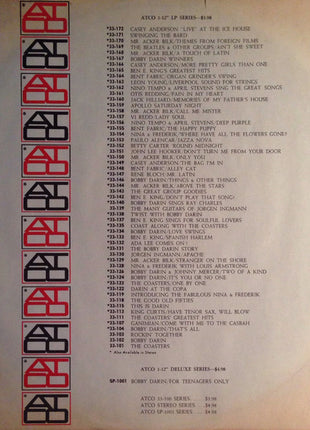 ATCO 1-12" LP SERIES—$3.98
*33-172 CASEY ANDERSON "LIVE" AT THE ICE HOUSE
*33-171 SWINGING THE BARD
*33-170 MR. ACKER BILK/THEMES FROM FOREIGN FILMS
*33-169 THE BEATLES & OTHER GROUPS/AIN'T SHE SWEET
*33-168 MR. ACKER BILK/A TOUCH OF LATIN
*33-167 BOBBY DARIN/WINNERS
*33-166 CASEY ANDERSON/MORE PRETTY GIRLS THAN ONE
*33-165 BEN E. KING'S GREATEST HITS
*33-164 BENT FABRIC/ORGAN GRINDER'S SWING
*33-163 LEON YOUNG/LIVERPOOL SOUND FOR STRINGS
*33-162 NINO TEMPO & APRIL STEVENS SING THE GREAT SONGS
*33-161 OTIS REDDING/PAIN IN MY HEART
*33-160 JACK HILLIARD/MEMORIES OF MY FATHER'S HOUSE
*33-159 APOLLO SATURDAY NIGHT
*33-158 MR. ACKER BILK/CALL ME MISTER
*33-157 VI REDD/LADY SOUL
*33-156 NINO TEMPO & APRIL STEVENS/DEEP PURPLE
*33-155 BENT FABRIC/THE HAPPY PUPPY
*33-154 NINA & FREDERIK/WHERE HAVE ALL THE FLOWERS GONE?
*33-153 PAULO ALENCAR/BOSSA NOVA
*33-152 BETTY CARTER 'ROUND MIDNIGHT
*33-151 JOHN LEE HOOKER/DON'T TURN ME FROM YOUR DOOR
*33-150 MR. ACKER BILK/ONLY YOU
*33-149 CASEY ANDERSON/THE BAG I'M IN
*33-148 BENT FABRIC/ALLEY CAT
*33-147 RENE BLOCH/MR. LATIN
*33-146 BOBBY DARIN/THINGS & OTHER THINGS
*33-144 MR. ACKER BILK/ABOVE THE STARS
33-143 THE GREAT GROUP GOODIES
33-142 BEN E. KING/DON'T PLAY THAT SONG!
*33-140 BOBBY DARIN SINGS RAY CHARLES
33-139 THE MANY GUITARS OF JORGEN INGMANN
*33-138 TWIST WITH BOBBY DARIN
*33-137 BEN E. KING SINGS FOR SOULFUL LOVERS
*33-135 COAST ALONG WITH THE COASTERS
*33-134 BOBBY DARIN/LOVE SWINGS
*33-133 BEN E. KING/SPANISH HARLEM
*33-132 ADA LEE COMES ON!
*33-131 THE BOBBY DARIN STORY
33-130 JORGEN INGMANN/APACHE
*33-129 MR. ACKER BILK/STRANGER ON THE SHORE
33-128 NINA & FREDERIK WITH LOUIS ARMSTRONG
*33-126 BOBBY DARIN & JOHNNY MERCER/TWO OF A KIND
*33-124 BOBBY DARIN/IT'S YOU OR NO ONE
*33-123 THE COASTERS/ONE BY ONE
*33-122 DARIN AT THE COPA
*33-119 INTRODUCING THE FABULOUS NINA & FREDERIK
33-118 THE GOOD OLD FIFTIES
*33-115 THIS IS DARIN
*33-113 KING CURTIS/HAVE TENOR SAX, WILL BLOW
33-111 THE COASTERS' GREATEST HITS
33-107 GANIMIAN/COME WITH ME TO THE CASBAH
*33-104 BOBBY DARIN/THAT'S ALL
33-103 ROCKIN' TOGETHER
33-102 BOBBY DARIN
33-101 THE COASTERS
* Also Available in Stereo
ATCO 1-12" DELUXE SERIES—$4.98
SP-1001 BOBBY DARIN/FOR TEENAGERS ONLY
ATCO 33-100 SERIES . . . $3.98
ATCO STEREO SERIES . . . $4.98
ATCO SP-1001 SERIES . . . $4.98